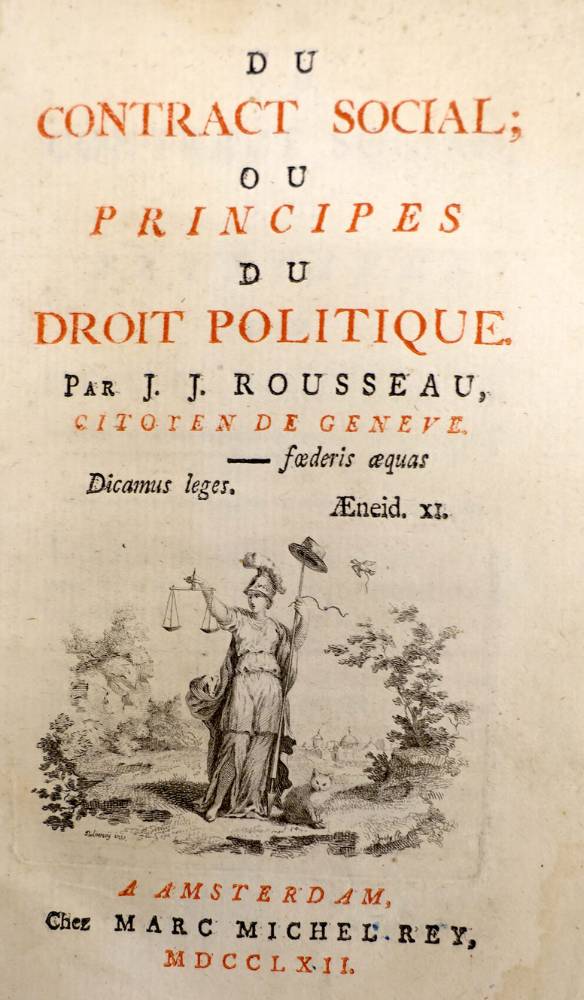 DU
CONTRACT SOCIAL;
OU
PRINCIPES
DU
DROIT POLITIQUE.
PAR J. J. ROUSSEAU,
CITOYEN DE GENEVE.
— fœderis æquas
Dicamus leges.
Æneid. XI.
A AMSTERDAM,
Chez MARC MICHEL REY,
MDCCLXII.